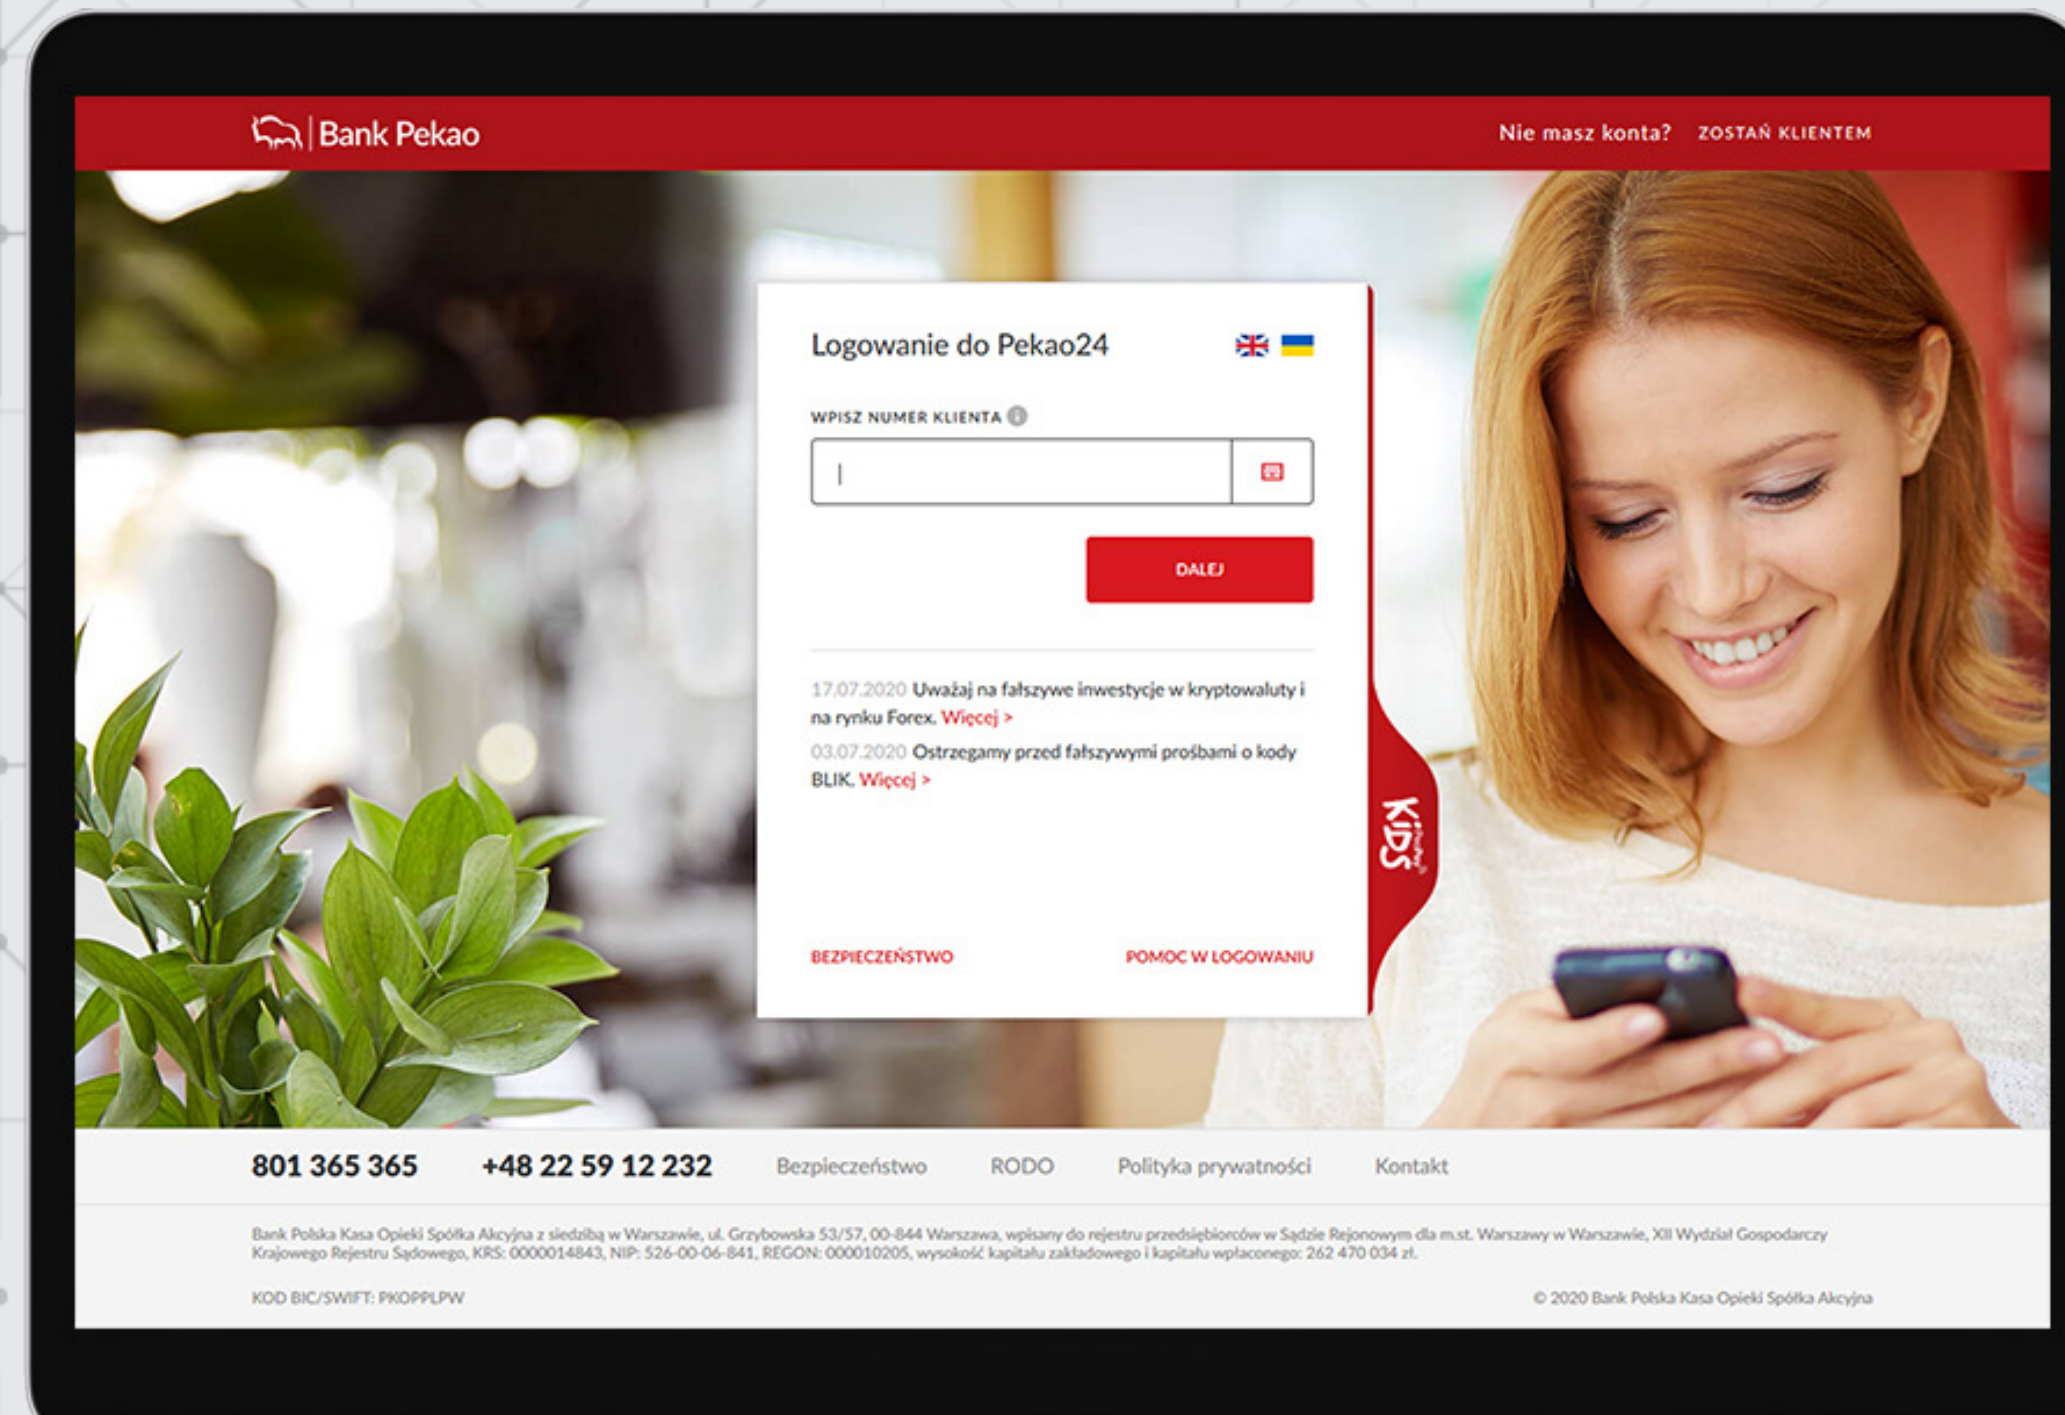 Bank Pekao
Nie masz konta? ZOSTAŃ KLIENTEM
Logowanie do Pekao24
WPISZ NUMER KLIENTA
DALEJ
17.07.2020 Uważaj na fałszywe inwestycje w kryptowaluty i
na rynku Forex. Więcej >
03.07.2020 Ostrzegamy przed fałszywymi prośbami o kody
BLIK. Więcej >
KiDS
BEZPIECZEŃSTWO
POMOC W LOGOWANIU
801 365 365 +48 22 59 12 232 Bezpieczeństwo RODO Polityka prywatności Kontakt
Bank Polska Kasa Opieki Spółka Akcyjna z siedzibą w Warszawie, ul. Grzybowska 53/57, 00-844 Warszawa, wpisany do rejestru przedsiębiorców w Sądzie Rejonowym dla m.st. Warszawy w Warszawie, XII Wydział Gospodarczy
Krajowego Rejestru Sądowego, KRS: 0000014843, NIP: 526-00-06-841, REGON: 000010205, wysokość kapitału zakładowego i kapitału wpłaconego: 262 470 034 zł.
KOD BIC/SWIFT: PKOPPLPW
© 2020 Bank Polska Kasa Opieki Spółka Akcyjna